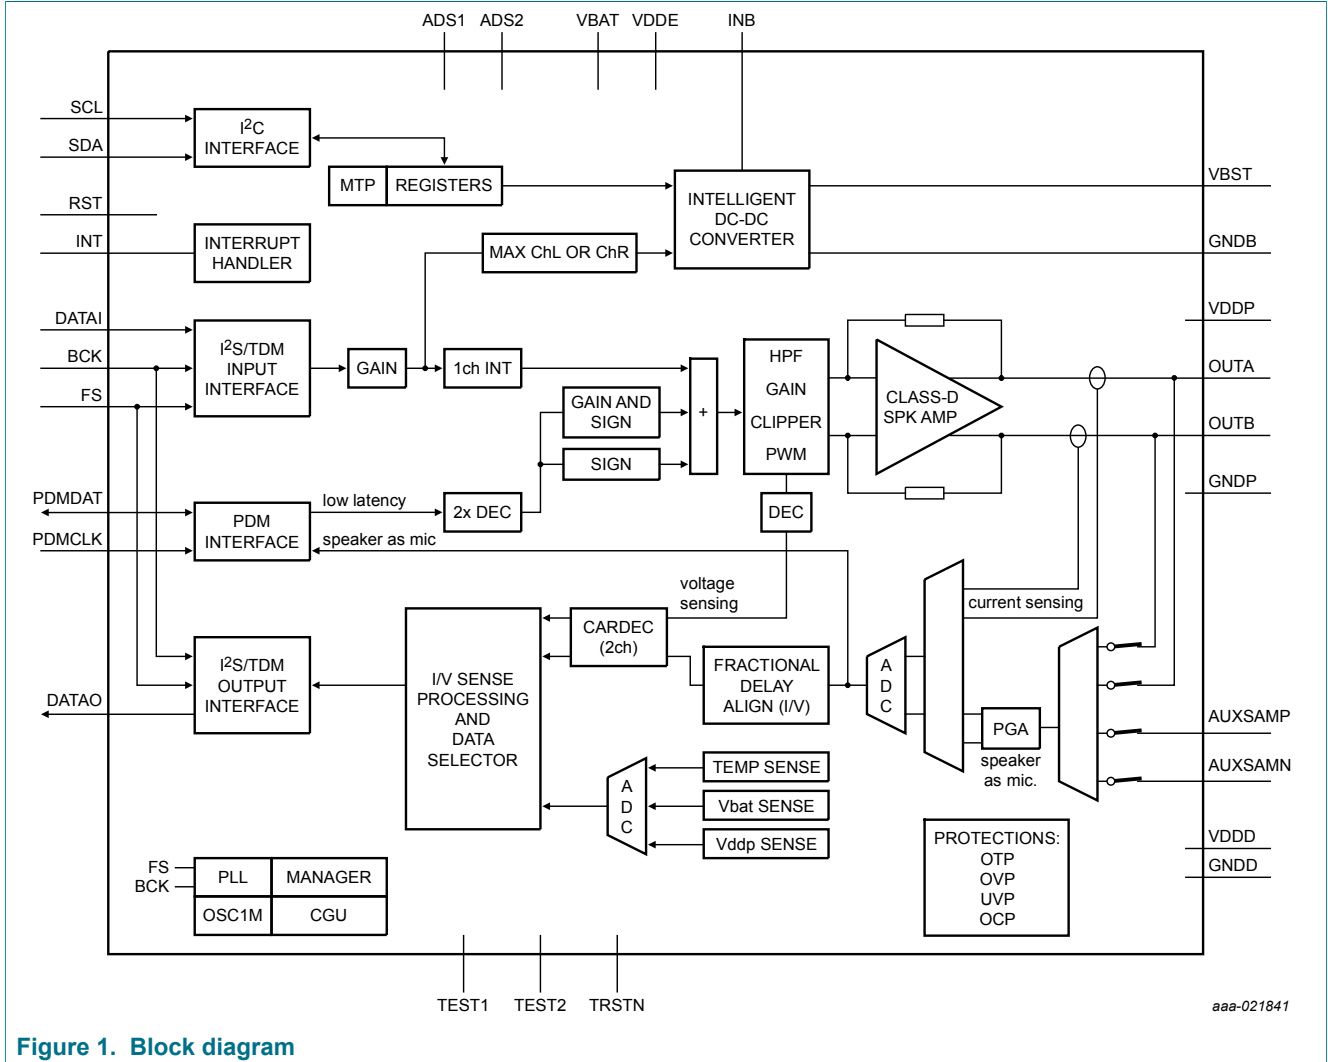 ADS1 ADS2 VBAT VDDE INB
SCL
SDA
RST
INT
I2C
INTERFACE
MTP REGISTERS
INTELLIGENT
DC-DC
CONVERTER
VBST
GNDB
INTERRUPT
HANDLER
MAX ChL OR ChR
DATAI
BCK
FS
I2S/TDM
INPUT
INTERFACE
GAIN
1ch INT
GAIN AND
SIGN
SIGN
+
HPF
GAIN
CLIPPER
PWM
CLASS-D
SPK AMP
VDDP
OUTA
OUTB
GNDP
PDMDAT
PDMCLK
PDM
INTERFACE
low latency
speaker as mic
2x DEC
DEC
voltage
sensing
current sensing
I2S/TDM
OUTPUT
INTERFACE
DATAO
I/V SENSE
PROCESSING
AND
DATA
SELECTOR
CARDEC
(2ch)
FRACTIONAL
DELAY
ALIGN (I/V)
A
D
C
PGA
speaker
as mic.
AUXSAMP
AUXSAMN
A
D
C
TEMP SENSE
Vbat SENSE
Vddp SENSE
PROTECTIONS:
OTP
OVP
UVP
OCP
VDDD
GNDD
FS
BCK
PLL MANAGER
OSC1M CGU
TEST1 TEST2 TRSTN
aaa-021841
Figure 1. Block diagram